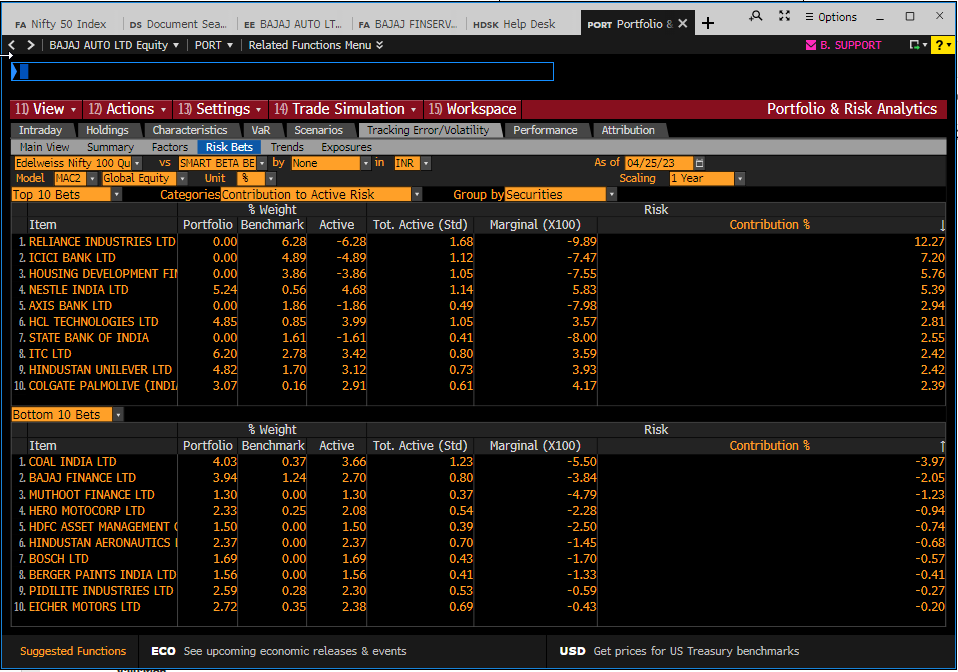 FA Nifty 50 Index DS Document Sea... EE BAJAJ AUTO LT... FA BAJAJ FINSERV... HDSK Help Desk PORT Portfolio & X + Options
< > BAJAJ AUTO LTD Equity PORT Related Functions Menu B. SUPPORT ?
11) View 12) Actions 13) Settings 14) Trade Simulation 15) Workspace Portfolio & Risk Analytics
Intraday Holdings Characteristics VaR Scenarios Tracking Error/Volatility Performance Attribution
Main View Summary Factors Risk Bets Trends Exposures
Edelweiss Nifty 100 Qu vs SMART BETA BE by None in INR As of 04/25/23
Model MAC2 Global Equity Unit % Scaling 1 Year
Top 10 Bets Categories Contribution to Active Risk Group by Securities
% Weight Risk
Item Portfolio Benchmark Active Tot. Active (Std) Marginal (X100) Contribution % ↓
1. RELIANCE INDUSTRIES LTD 0.00 6.28 -6.28 1.68 -9.89 12.27
2. ICICI BANK LTD 0.00 4.89 -4.89 1.12 -7.47 7.20
3. HOUSING DEVELOPMENT FIN 0.00 3.86 -3.86 1.05 -7.55 5.76
4. NESTLE INDIA LTD 5.24 0.56 4.68 1.14 5.83 5.39
5. AXIS BANK LTD 0.00 1.86 -1.86 0.49 -7.98 2.94
6. HCL TECHNOLOGIES LTD 4.85 0.85 3.99 1.05 3.57 2.81
7. STATE BANK OF INDIA 0.00 1.61 -1.61 0.41 -8.00 2.55
8. ITC LTD 6.20 2.78 3.42 0.80 3.59 2.42
9. HINDUSTAN UNILEVER LTD 4.82 1.70 3.12 0.73 3.93 2.42
10. COLGATE PALMOLIVE (INDIA 3.07 0.16 2.91 0.61 4.17 2.39
Bottom 10 Bets
% Weight Risk
Item Portfolio Benchmark Active Tot. Active (Std) Marginal (X100) Contribution % ↑
1. COAL INDIA LTD 4.03 0.37 3.66 1.23 -5.50 -3.97
2. BAJAJ FINANCE LTD 3.94 1.24 2.70 0.80 -3.84 -2.05
3. MUTHOOT FINANCE LTD 1.30 0.00 1.30 0.37 -4.79 -1.23
4. HERO MOTOCORP LTD 2.33 0.25 2.08 0.54 -2.28 -0.94
5. HDFC ASSET MANAGEMENT C 1.50 0.00 1.50 0.39 -2.50 -0.74
6. HINDUSTAN AERONAUTICS L 2.37 0.00 2.37 0.70 -1.45 -0.68
7. BOSCH LTD 1.69 0.00 1.69 0.43 -1.70 -0.57
8. BERGER PAINTS INDIA LTD 1.56 0.00 1.56 0.41 -1.33 -0.41
9. PIDILITE INDUSTRIES LTD 2.59 0.28 2.30 0.53 -0.59 -0.27
10. EICHER MOTORS LTD 2.72 0.35 2.38 0.69 -0.43 -0.20
Suggested Functions ECO See upcoming economic releases & events USD Get prices for US Treasury benchmarks